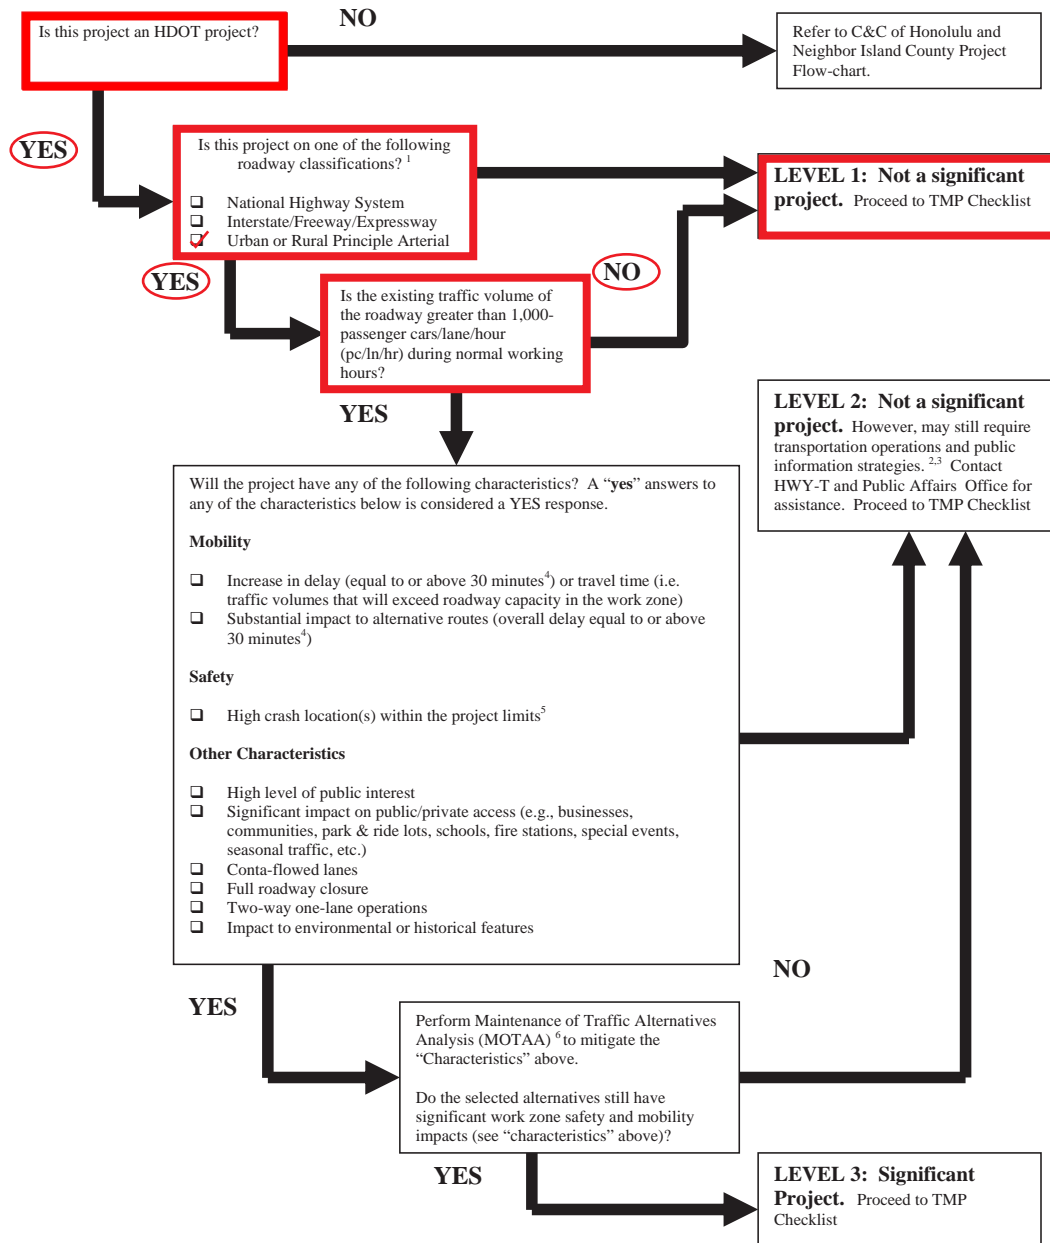 NO
Is this project an HDOT project?
Refer to C&C of Honolulu and
Neighbor Island County Project
Flow-chart.
YES
Is this project on one of the following
roadway classifications? 1
❑ National Highway System
❑ Interstate/Freeway/Expressway
❑ Urban or Rural Principle Arterial
LEVEL 1: Not a significant
project. Proceed to TMP Checklist
YES
NO
Is the existing traffic volume of
the roadway greater than 1,000-
passenger cars/lane/hour
(pc/ln/hr) during normal working
hours?
YES
LEVEL 2: Not a significant
project. However, may still require
transportation operations and public
information strategies. 2,3 Contact
HWY-T and Public Affairs Office for
assistance. Proceed to TMP Checklist
Will the project have any of the following characteristics? A “yes” answers to
any of the characteristics below is considered a YES response.
Mobility
❑ Increase in delay (equal to or above 30 minutes4) or travel time (i.e.
traffic volumes that will exceed roadway capacity in the work zone)
❑ Substantial impact to alternative routes (overall delay equal to or above
30 minutes4)
Safety
❑ High crash location(s) within the project limits5
Other Characteristics
❑ High level of public interest
❑ Significant impact on public/private access (e.g., businesses,
communities, park & ride lots, schools, fire stations, special events,
seasonal traffic, etc.)
❑ Conta-flowed lanes
❑ Full roadway closure
❑ Two-way one-lane operations
❑ Impact to environmental or historical features
NO
YES
Perform Maintenance of Traffic Alternatives
Analysis (MOTAA) 6 to mitigate the
“Characteristics” above.
Do the selected alternatives still have
significant work zone safety and mobility
impacts (see “characteristics” above)?
YES
LEVEL 3: Significant
Project. Proceed to TMP
Checklist